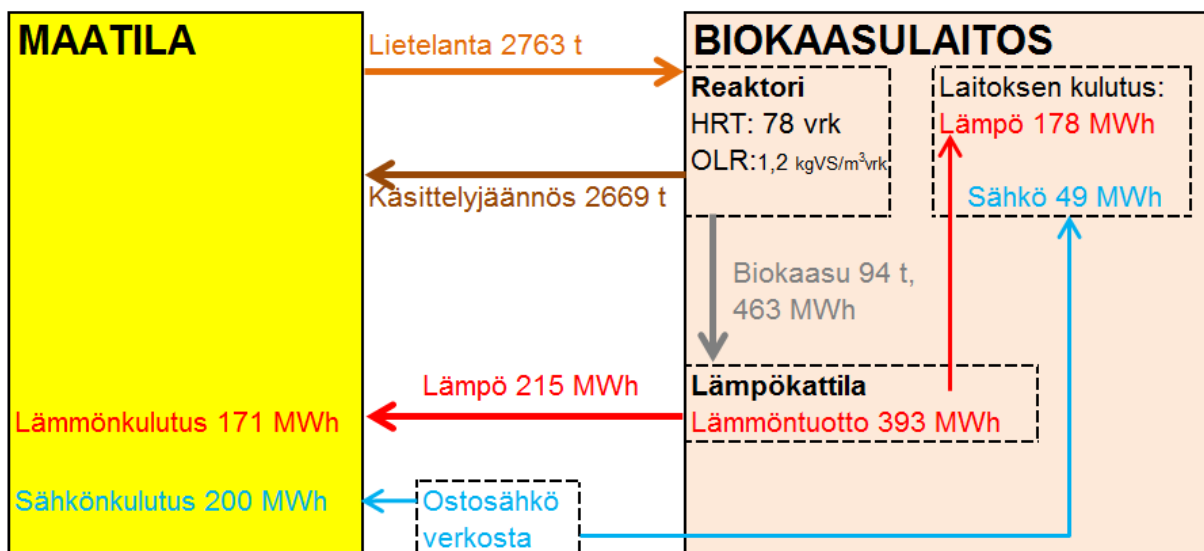 MAATILA
Lietelanta 2763 t
Käsittelyjäännös 2669 t
BIOKAASULAITOS
Reaktori
HRT: 78 vrk
OLR:1,2 kgVS/m³vrk
Laitoksen kulutus:
Lämpö 178 MWh
Sähkö 49 MWh
Biokaasu 94 t,
463 MWh
Lämpö 215 MWh
Lämpökattila
Lämmöntuotto 393 MWh
Lämmönkulutus 171 MWh
Sähkönkulutus 200 MWh
Ostosähkö
verkosta